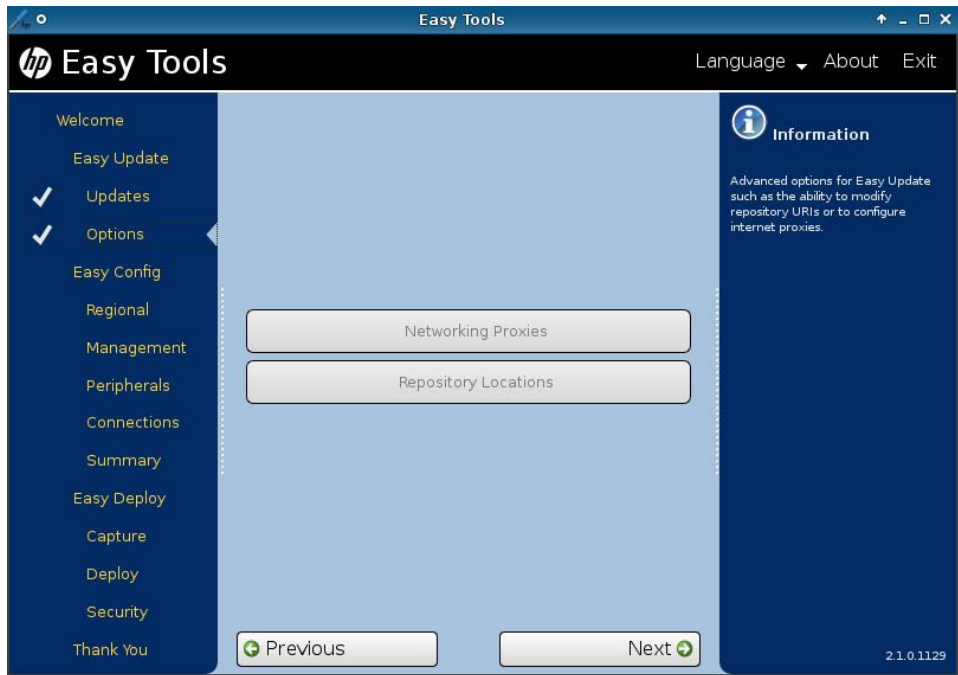 Easy Tools
hp Easy Tools
Language About Exit
Welcome
Easy Update
Updates
Options
Easy Config
Regional
Management
Peripherals
Connections
Summary
Easy Deploy
Capture
Deploy
Security
Thank You
Networking Proxies
Repository Locations
Previous
Next
Information
Advanced options for Easy Update
such as the ability to modify
repository URIs or to configure
internet proxies.
2.1.0.1129